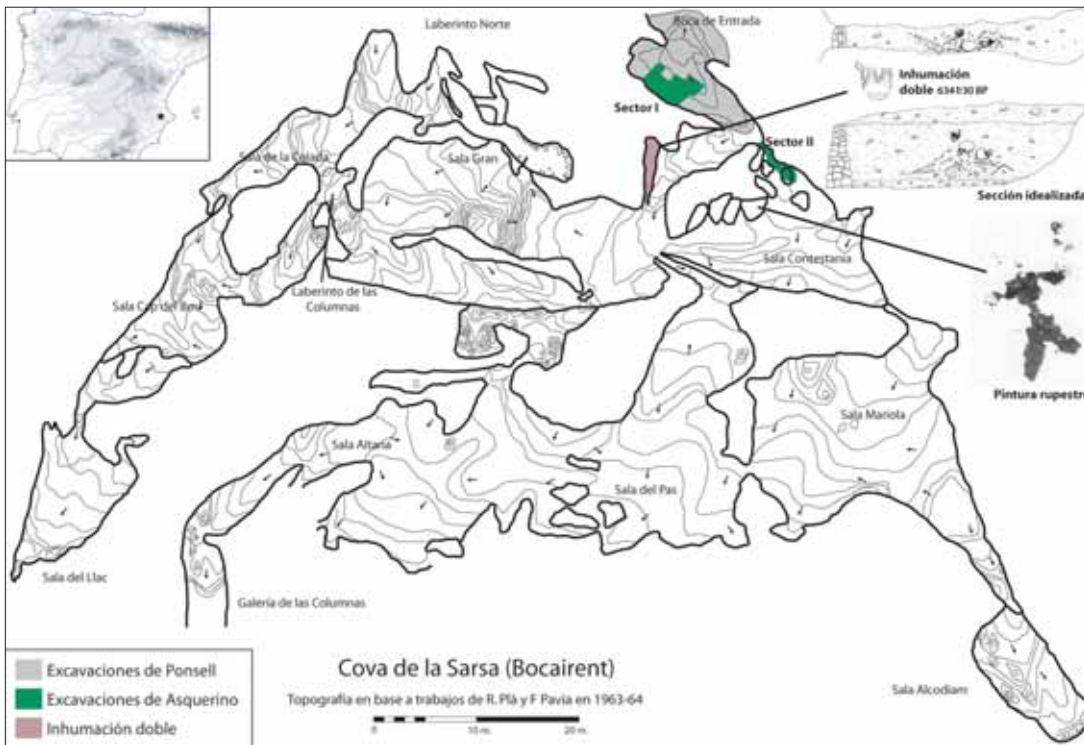 Laberinto Norte
Boca de Entrada
Sector I
Inhumación
doble 6341±30 BP
Sector II
Sección idealizada
Sala de la Colada
Sala Gran
Sala Contestania
Sala Cap del
Laberinto de las
Columnas
Pintura rupestre
Sala Mariola
Sala Altana
Sala del Pas
Sala del Llac
Galería de las Columnas
Sala Alcodiam
Excavaciones de Ponsell
Excavaciones de Asquerino
Inhumación doble
Cova de la Sarsa (Bocairent)
Topografía en base a trabajos de R. Plà y F Pavia en 1963-64
0 10 m. 20 m.